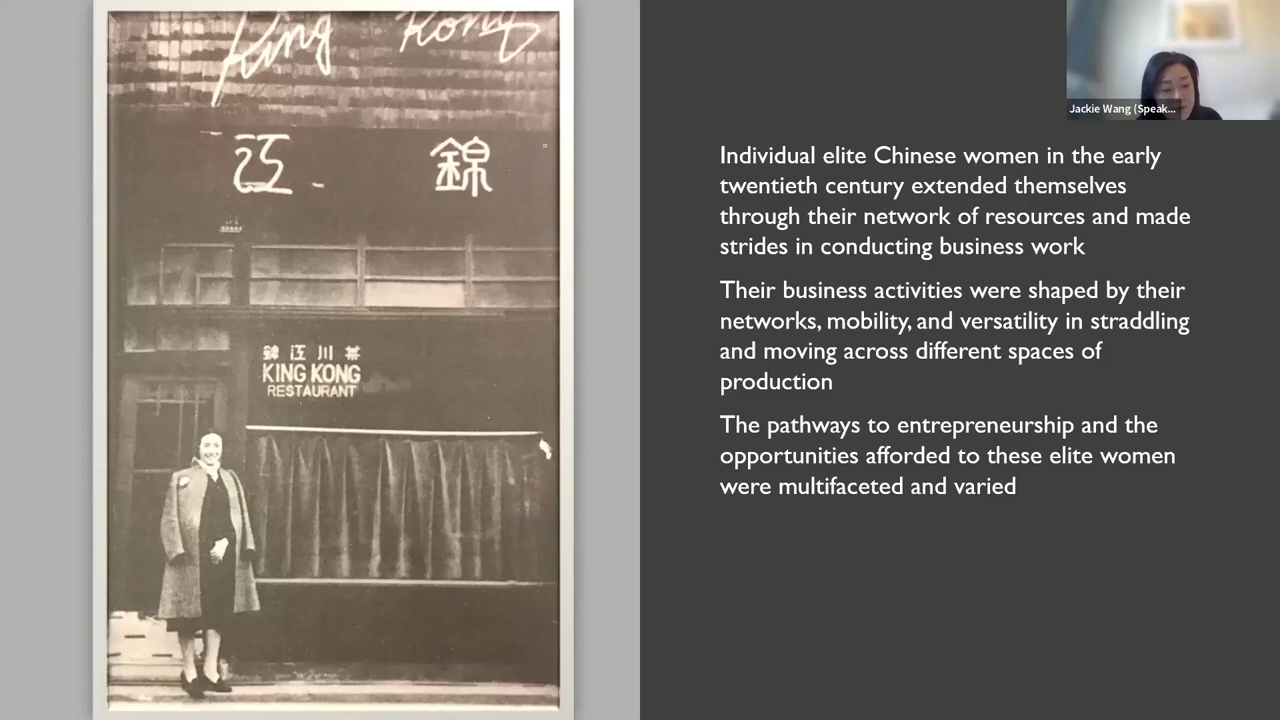 King Kong
錦江
錦江川菜
KING KONG
RESTAURANT
Jackie Wang (Speak...
Individual elite Chinese women in the early
twentieth century extended themselves
through their network of resources and made
strides in conducting business work
Their business activities were shaped by their
networks, mobility, and versatility in straddling
and moving across different spaces of
production
The pathways to entrepreneurship and the
opportunities afforded to these elite women
were multifaceted and varied